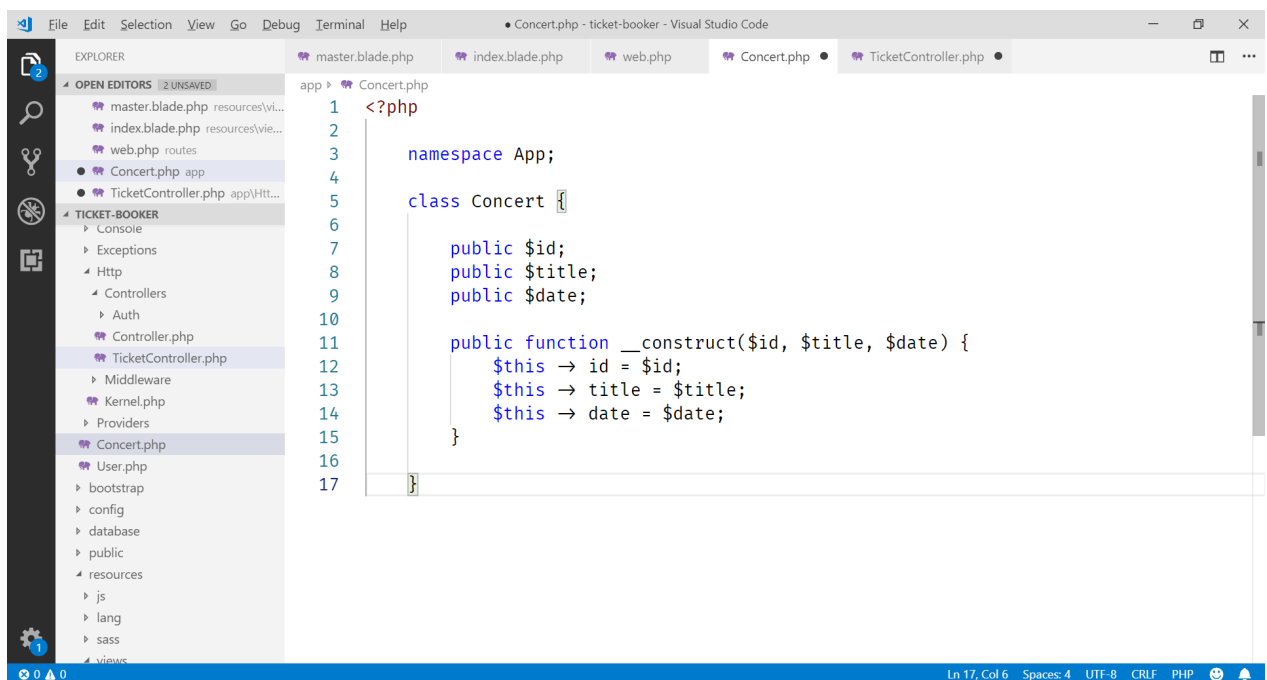 File Edit Selection View Go Debug Terminal Help
● Concert.php - ticket-booker - Visual Studio Code
EXPLORER
OPEN EDITORS 2 UNSAVED
master.blade.php resources\vi...
index.blade.php resources\vie...
web.php routes
● Concert.php app
● TicketController.php app\Htt...
TICKET-BOOKER
Console
Exceptions
Http
Controllers
Auth
Controller.php
TicketController.php
Middleware
Kernel.php
Providers
Concert.php
User.php
bootstrap
config
database
public
resources
js
lang
sass
views
2
1
master.blade.php index.blade.php web.php Concert.php ● TicketController.php ●
app Concert.php
1 <?php
2
3 namespace App;
4
5 class Concert {
6
7 public $id;
8 public $title;
9 public $date;
10
11 public function __construct($id, $title, $date) {
12 $this → id = $id;
13 $this → title = $title;
14 $this → date = $date;
15 }
16
17 }
0 0
Ln 17, Col 6 Spaces: 4 UTF-8 CRLF PHP